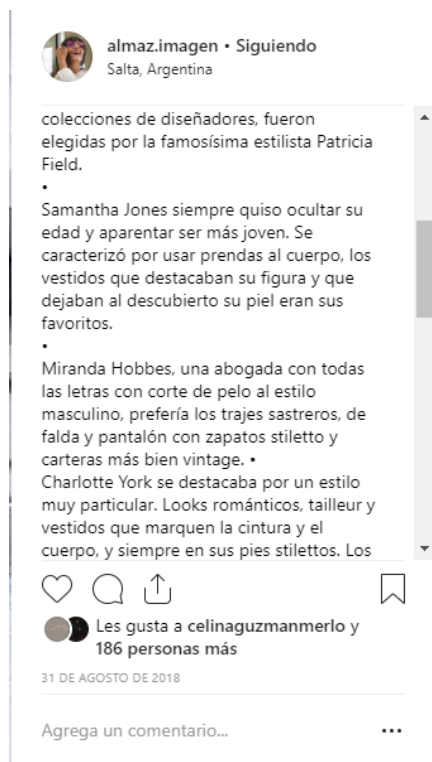 almaz.imagen • Siguiendo
Salta, Argentina
colecciones de diseñadores, fueron
elegidas por la famosísima estilista Patricia
Field.
•
Samantha Jones siempre quiso ocultar su
edad y aparentar ser más joven. Se
caracterizó por usar prendas al cuerpo, los
vestidos que destacaban su figura y que
dejaban al descubierto su piel eran sus
favoritos.
•
Miranda Hobbes, una abogada con todas
las letras con corte de pelo al estilo
masculino, prefería los trajes sastreros, de
falda y pantalón con zapatos stiletto y
carteras más bien vintage. •
Charlotte York se destacaba por un estilo
muy particular. Looks románticos, tailleur y
vestidos que marquen la cintura y el
cuerpo, y siempre en sus pies stilettos. Los
Les gusta a celinaguzmanmerlo y
186 personas más
31 DE AGOSTO DE 2018
Agrega un comentario...